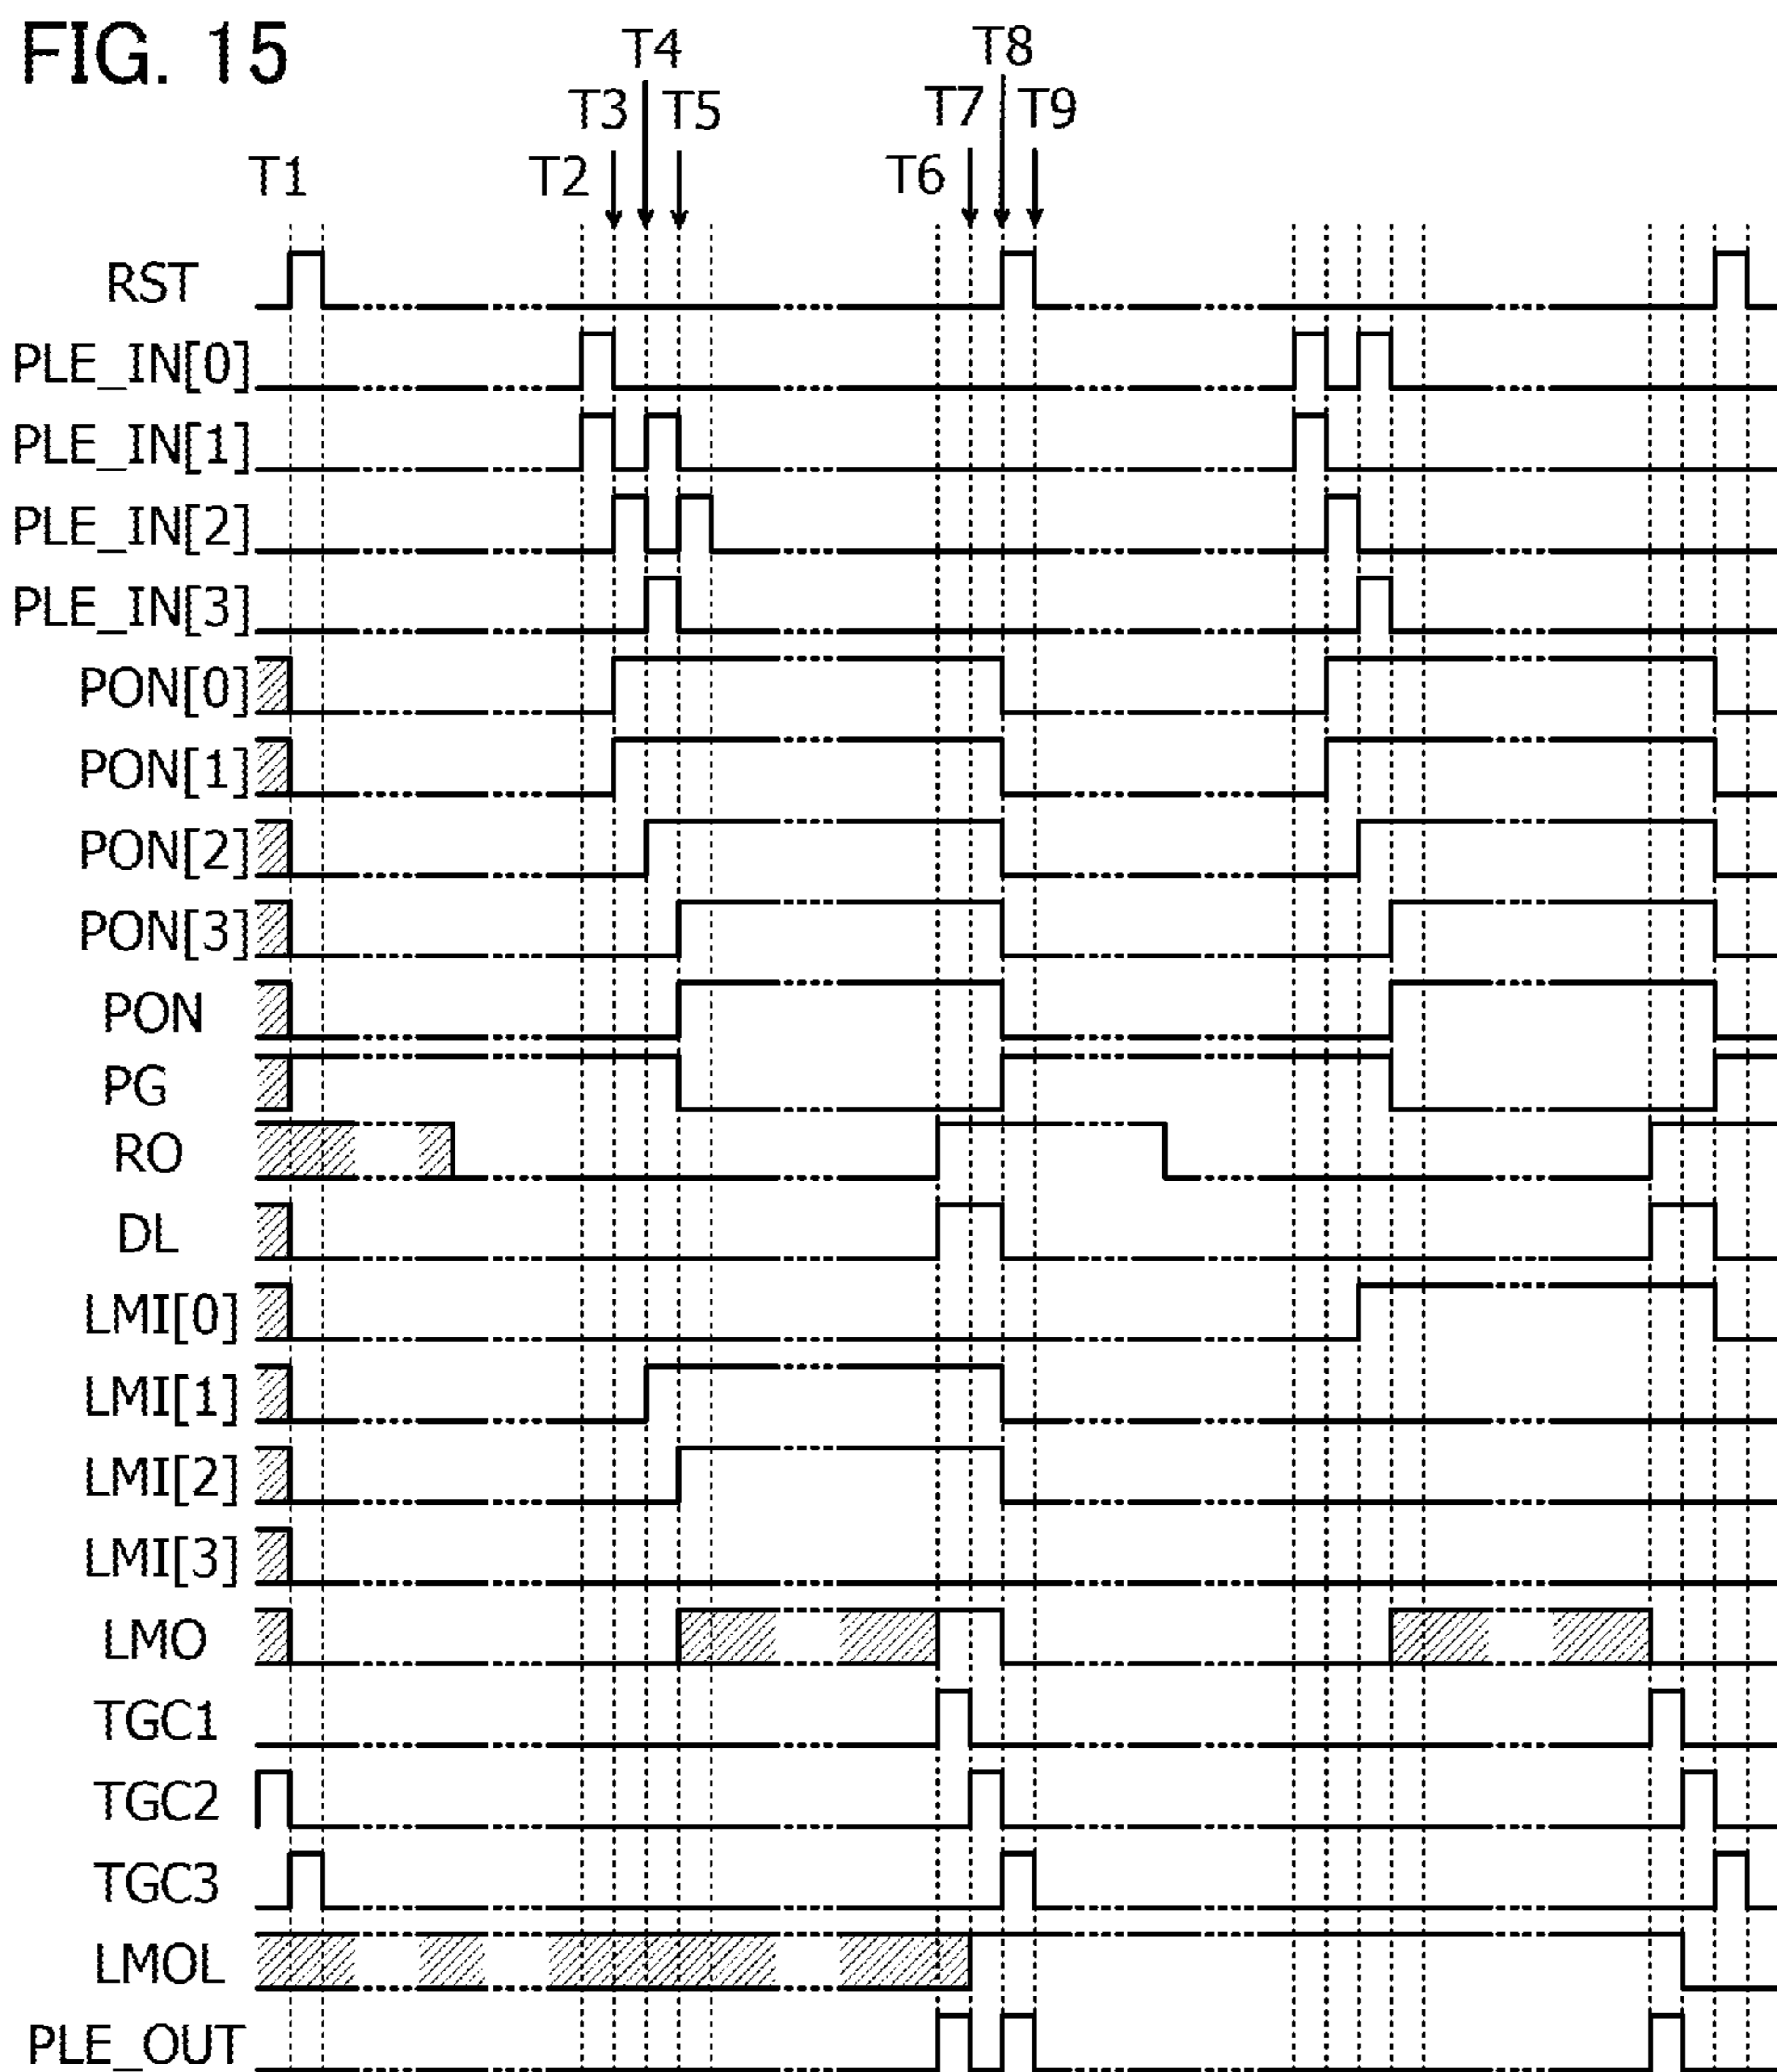 FIG. 15
T4
T8
T3
T5
T7
T9
T1
T2
T6
RST
PLE_IN[0]
PLE_IN[1]
PLE_IN[2]
PLE_IN[3]
PON[0]
PON[1]
PON[2]
PON[3]
PON
PG
RO
DL
LMI[0]
LMI[1]
LMI[2]
LMI[3]
LMO
TGC1
TGC2
TGC3
LMOL
PLE_OUT